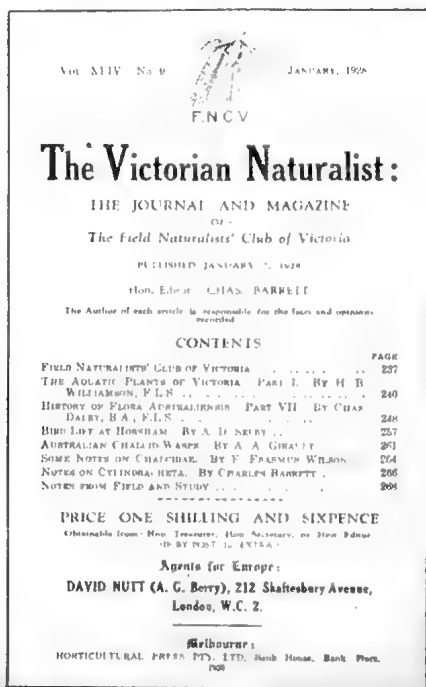 Vol. XLIV No 9 JANUARY, 1928
F.N.C.V
The Victorian Naturalist:
THE JOURNAL AND MAGAZINE
OF
The Field Naturalists' Club of Victoria
PUBLISHED JANUARY 1928
Hon. Editor CHAS. BARRETT
The Author of each article is responsible for the facts and opinions
recorded
CONTENTS
PAGE
FIELD NATURALISTS' CLUB OF VICTORIA 237
THE AQUATIC PLANTS OF VICTORIA PART I. BY H B
WILLIAMSON, F L S 240
HISTORY OF FLORA AUSTRALIENSIS PART VII BY CHAS
DALEY, B A, F.L S 248
BIRD LIFE AT HORSHAM. BY A D SELBY 257
AUSTRALIAN CHALCID-WASPS BY A A GIRAULT 261
SOME NOTES ON CHALCIDAE. BY F ERASMUS WILSON 264
NOTES ON CYLINDRACHETA. BY CHARLES BARRETT 266
NOTES FROM FIELD AND STUDY 268
PRICE ONE SHILLING AND SIXPENCE
Obtainable from Hon Treasurer, Hon Secretary, or Hon Editor
IF BY POST EXTRA
Agents for Europe:
DAVID NUTT (A. G. Berry), 212 Shaftesbury Avenue,
London, W.C. 2.
Melbourne:
HORTICULTURAL PRESS PTY. LTD, Bank House, Bank Place,
1928